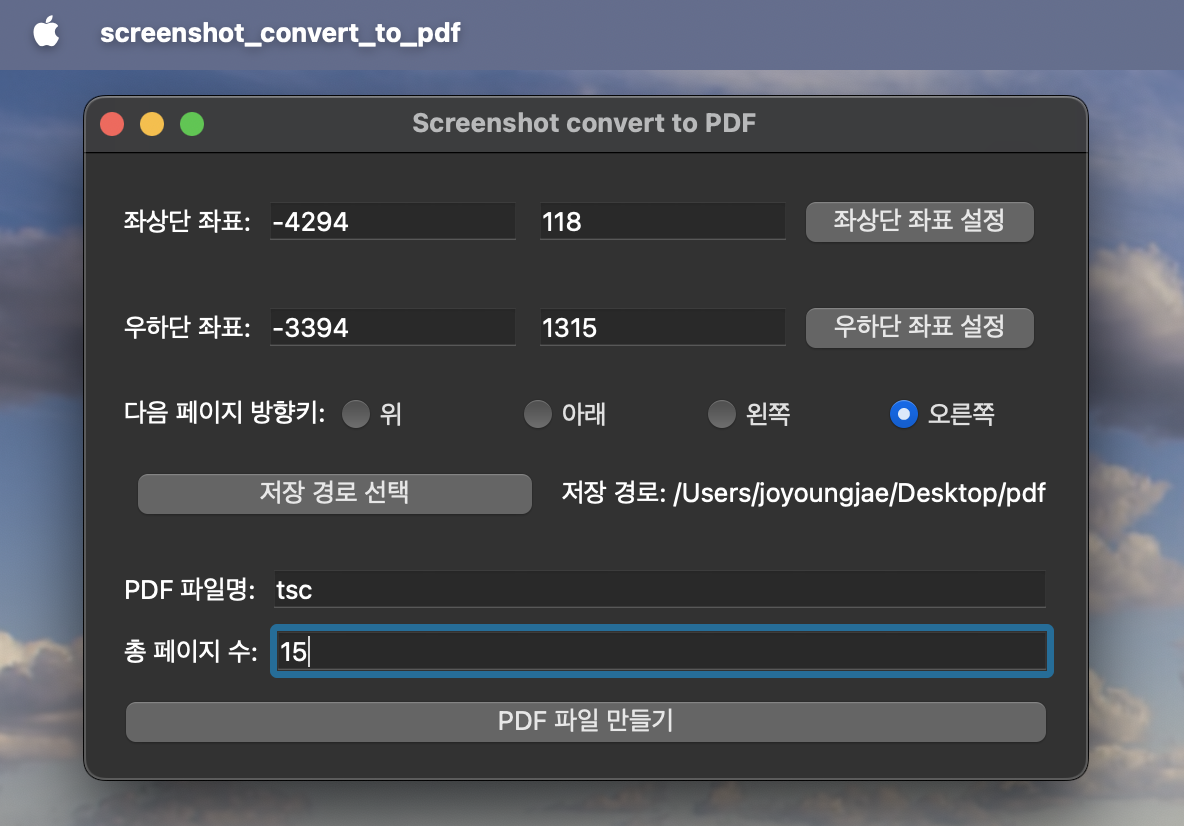 screenshot_convert_to_pdf
Screenshot convert to PDF
좌상단 좌표: -4294 118 좌상단 좌표 설정
우하단 좌표: -3394 1315 우하단 좌표 설정
다음 페이지 방향키: 위 아래 왼쪽 오른쪽
저장 경로 선택 저장 경로: /Users/joyoungjae/Desktop/pdf
PDF 파일명: tsc
총 페이지 수: 15
PDF 파일 만들기